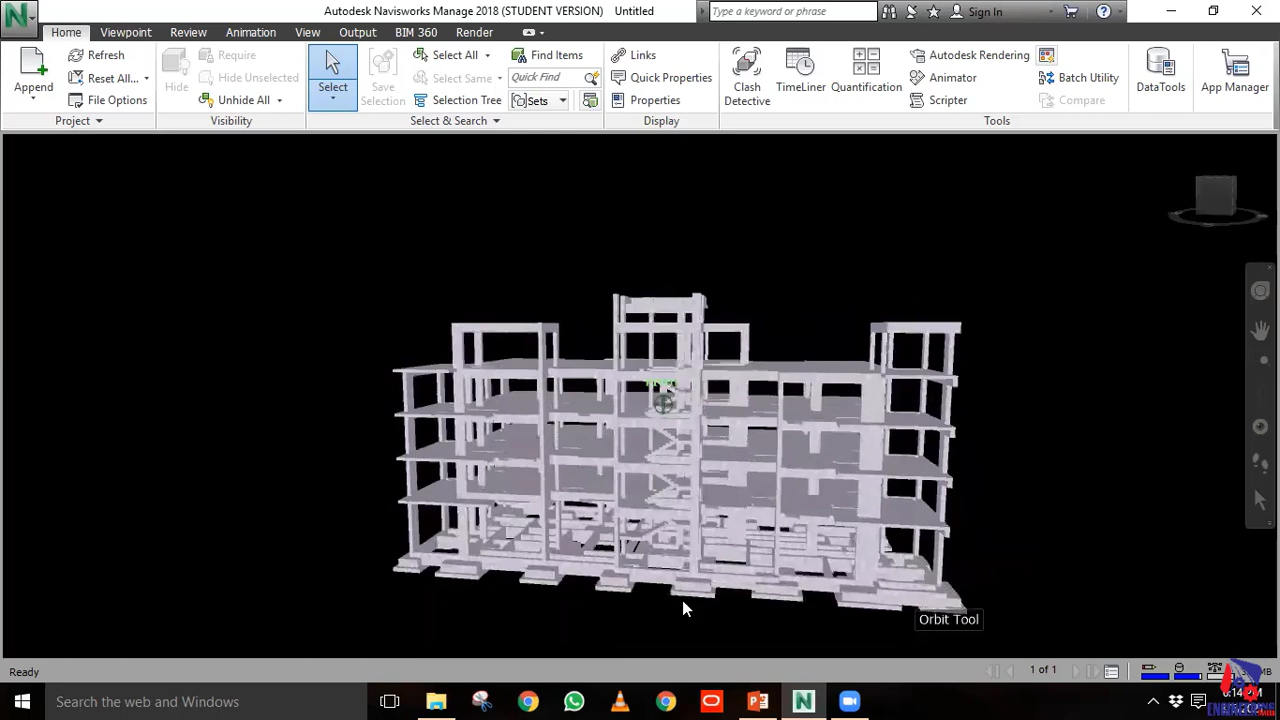 Autodesk Navisworks Manage 2018 (STUDENT VERSION) Untitled
Type a keyword or phrase
Sign In
Home Viewpoint Review Animation View Output BIM 360 Render
Append
Refresh
Reset All...
File Options
Project
Hide
Require
Hide Unselected
Unhide All
Visibility
Select
Save Selection
Select All
Select Same
Selection Tree
Find Items
Quick Find
Sets
Select & Search
Links
Quick Properties
Properties
Display
Clash Detective
TimeLiner
Quantification
Autodesk Rendering
Animator
Scripter
Batch Utility
Compare
Tools
DataTools
App Manager
Orbit Tool
Ready
1 of 1
Search the web and Windows